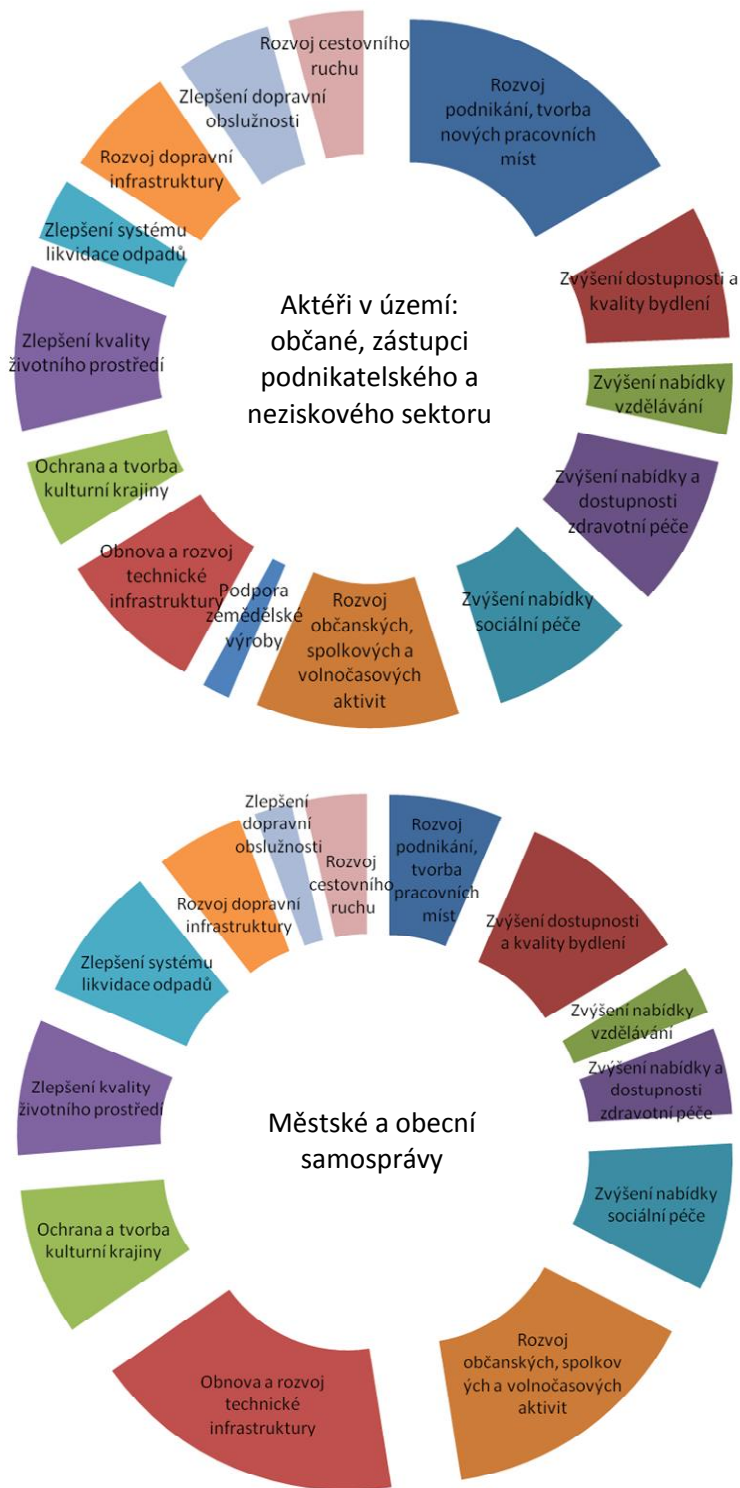 Rozvoj cestovního
ruchu
Rozvoj
podnikání, tvorba
nových pracovních
míst
Zlepšení dopravní
obslužnosti
Rozvoj dopravní
infrastruktury
Zlepšení systému
likvidace odpadů
Zvýšení dostupnosti a
kvality bydlení
Aktéři v území:
občané, zástupci
podnikatelského a
neziskového sektoru
Zlepšení kvality
životního prostředí
Zvýšení nabídky
vzdělávání
Ochrana a tvorba
kulturní krajiny
Zvýšení nabídky a
dostupnosti
zdravotní péče
Obnova a rozvoj
technické
infrastruktury
Podpora
zemědělské
výroby
Rozvoj
občanských,
spolkových a
volnočasových
aktivit
Zvýšení nabídky
sociální péče
Zlepšení
dopravní
obslužnosti
Rozvoj
cestovního
ruchu
Rozvoj
podnikání,
tvorba
pracovních
míst
Rozvoj dopravní
infrastruktury
Zvýšení dostupnosti
a kvality bydlení
Zlepšení systému
likvidace odpadů
Zvýšení nabídky
vzdělávání
Zlepšení kvality
životního prostředí
Zvýšení nabídky a
dostupnosti
zdravotní péče
Městské a obecní
samosprávy
Zvýšení nabídky
sociální péče
Ochrana a tvorba
kulturní krajiny
Rozvoj
občanských, spolkov
ých a volnočasových
aktivit
Obnova a rozvoj
technické
infrastruktury